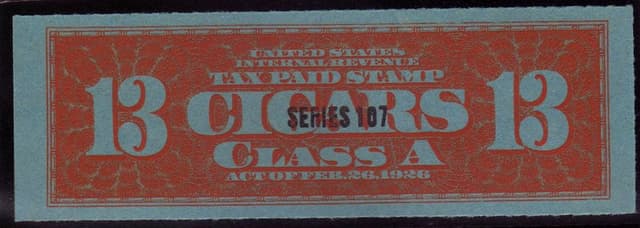 UNITED STATES
INTERNAL REVENUE
TAX PAID STAMP
13 CIGARS 13
SERIES 107
CLASS A
ACT OF FEB. 26, 1926